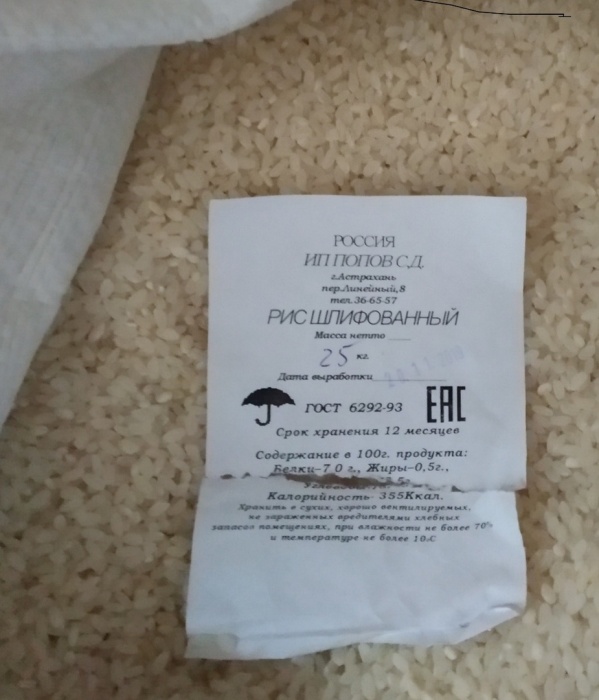 РОССИЯ
ИП ПОПОВ С.Д.
г.Астрахань
пер.Линейный,8
тел.36-65-57
РИС ШЛИФОВАННЫЙ
Масса нетто
25 кг.
Дата выработки
ГОСТ 6292-93 EAC
Срок хранения 12 месяцев
Содержание в 100г. продукта:
Белки-7,0 г., Жиры-0,5г.,
Калорийность- 355Ккал.
Хранить в сухих, хорошо вентилируемых,
не зараженных вредителями хлебных
запасов помещениях, при влажности не более 70%
и температуре не более 10.С